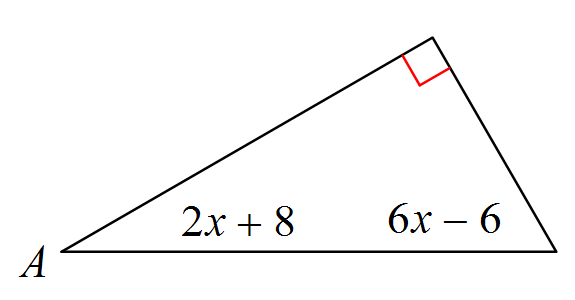 2x + 8
6x − 6
A